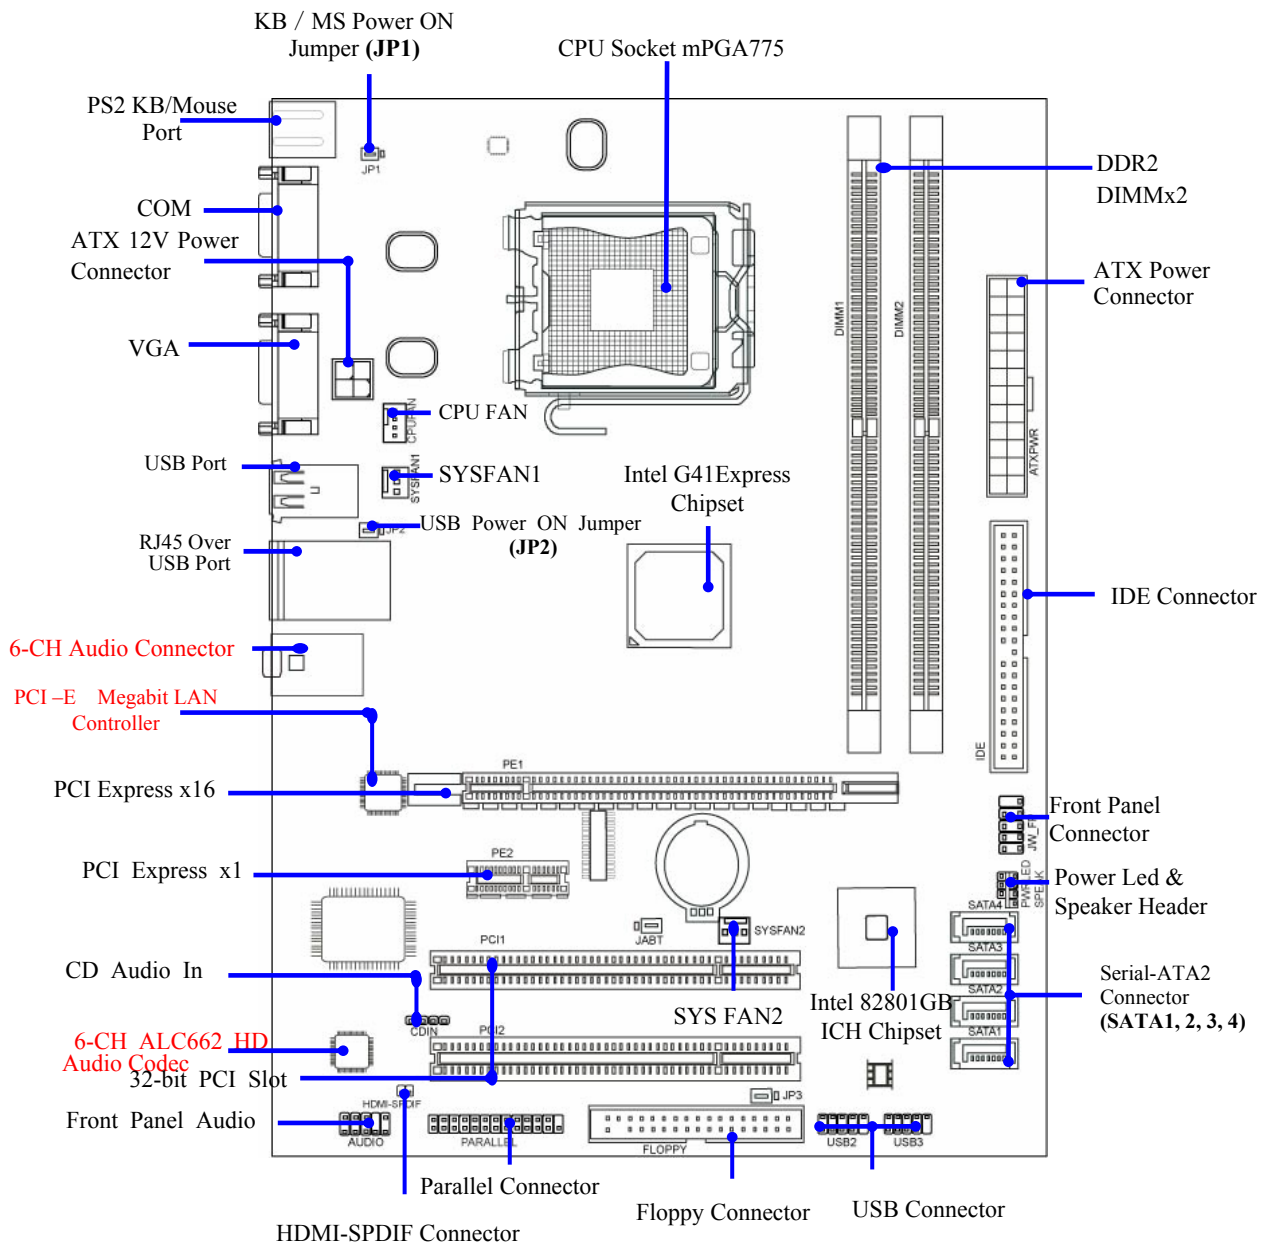 KB / MS Power ON
Jumper (JP1)
CPU Socket mPGA775
PS2 KB/Mouse
Port
JP1
DDR2
DIMMx2
COM
ATX 12V Power
Connector
ATX Power
Connector
DIMM1
DIMM2
VGA
CPU FAN
CPUFAN
USB Port
SYSFAN1
SYSFAN1
Intel G41Express
Chipset
ATXPWR
JP2
USB Power ON Jumper
(JP2)
RJ45 Over
USB Port
IDE Connector
6-CH Audio Connector
PCI –E Megabit LAN
Controller
IDE
PE1
PCI Express x16
Front Panel
Connector
JW_FP
PE2
PCI Express x1
Power Led &
Speaker Header
PWRLED
SPEAK
SATA4
JABT
SYSFAN2
PCI1
SATA3
CD Audio In
Serial-ATA2
Connector
(SATA1, 2, 3, 4)
SATA2
Intel 82801GB
ICH Chipset
SYS FAN2
CDIN
PCI2
SATA1
6-CH ALC662 HD
Audio Codec
32-bit PCI Slot
JP3
HDMI-SPDIF
Front Panel Audio
AUDIO
PARALLEL
FLOPPY
USB2
USB3
Parallel Connector
Floppy Connector
USB Connector
HDMI-SPDIF Connector